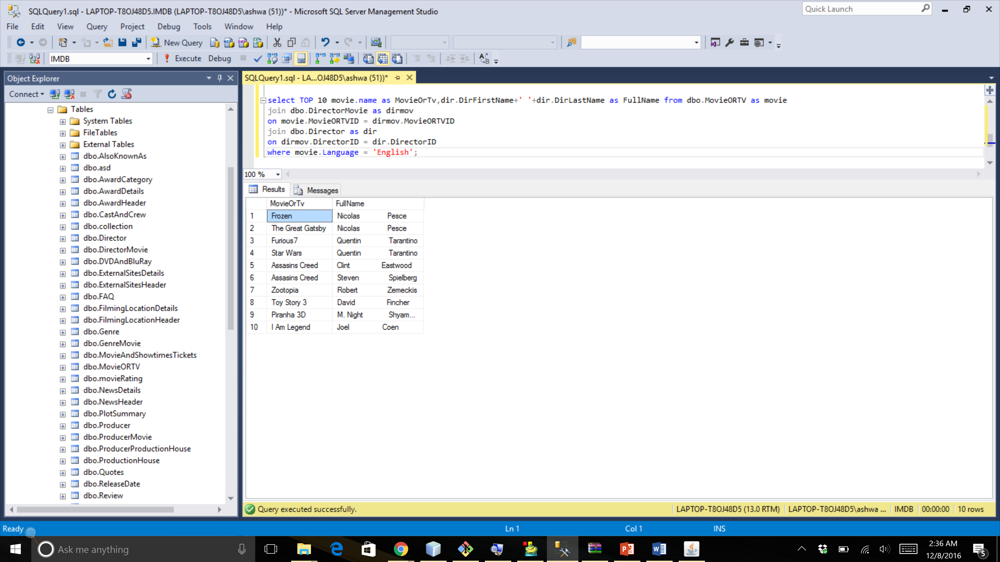 SQLQuery1.sql - LAPTOP-T8OJ48D5.IMDB (LAPTOP-T8OJ48D5\ashwa (51))* - Microsoft SQL Server Management Studio
Quick Launch
File Edit View Query Project Debug Tools Window Help
New Query
IMDB
Execute Debug
Object Explorer
Connect
Tables
System Tables
FileTables
External Tables
dbo.AlsoKnownAs
dbo.asd
dbo.AwardCategory
dbo.AwardDetails
dbo.AwardHeader
dbo.CastAndCrew
dbo.collection
dbo.Director
dbo.DirectorMovie
dbo.DVDAndBluRay
dbo.ExternalSitesDetails
dbo.ExternalSitesHeader
dbo.FAQ
dbo.FilmingLocationDetails
dbo.FilmingLocationHeader
dbo.Genre
dbo.GenreMovie
dbo.MovieAndShowtimesTickets
dbo.MovieORTV
dbo.movieRating
dbo.NewsDetails
dbo.NewsHeader
dbo.PlotSummary
dbo.Producer
dbo.ProducerMovie
dbo.ProducerProductionHouse
dbo.ProductionHouse
dbo.Quotes
dbo.ReleaseDate
dbo.Review
SQLQuery1.sql - LA...OJ48D5\ashwa (51))*
select TOP 10 movie.name as MovieOrTv,dir.DirFirstName+' '+dir.DirLastName as FullName from dbo.MovieORTV as movie
join dbo.DirectorMovie as dirmov
on movie.MovieORTVID = dirmov.MovieORTVID
join dbo.Director as dir
on dirmov.DirectorID = dir.DirectorID
where movie.Language = 'English';
100 %
Results Messages
MovieOrTv FullName
1 Frozen Nicolas Pesce
2 The Great Gatsby Nicolas Pesce
3 Furious7 Quentin Tarantino
4 Star Wars Quentin Tarantino
5 Assasins Creed Clint Eastwood
6 Assasins Creed Steven Spielberg
7 Zootopia Robert Zemeckis
8 Toy Story 3 David Fincher
9 Piranha 3D M. Night Shyam...
10 I Am Legend Joel Coen
Query executed successfully. LAPTOP-T8OJ48D5 (13.0 RTM) LAPTOP-T8OJ48D5\ashwa ... IMDB 00:00:00 10 rows
Ready Ln 1 Col 1 INS
Ask me anything
2:36 AM
12/8/2016
5